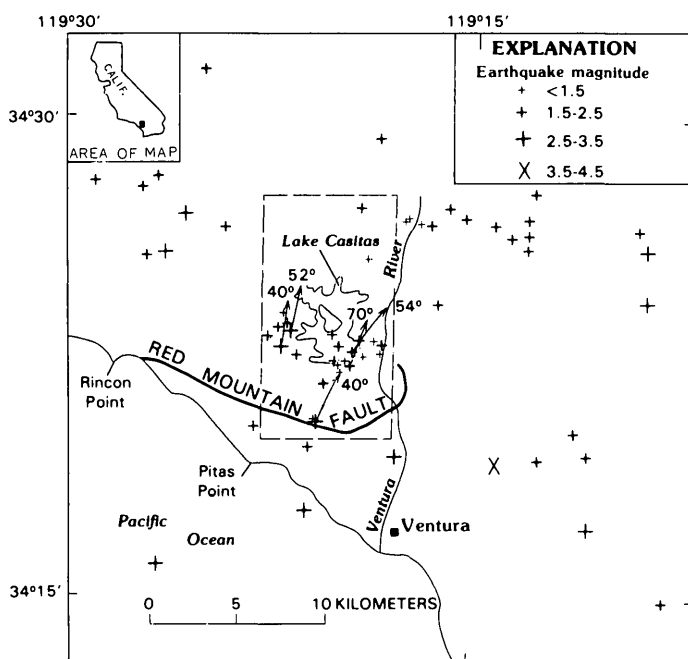 119°30'
119°15'
CALIF.
AREA OF MAP
EXPLANATION
Earthquake magnitude
<1.5
1.5-2.5
2.5-3.5
3.5-4.5
34°30'
Lake Casitas
River
52°
40°
54°
70°
40°
RED MOUNTAIN FAULT
Rincon
Point
Pitas
Point
Pacific
Ocean
Ventura
Ventura
34°15'
0 5 10 KILOMETERS